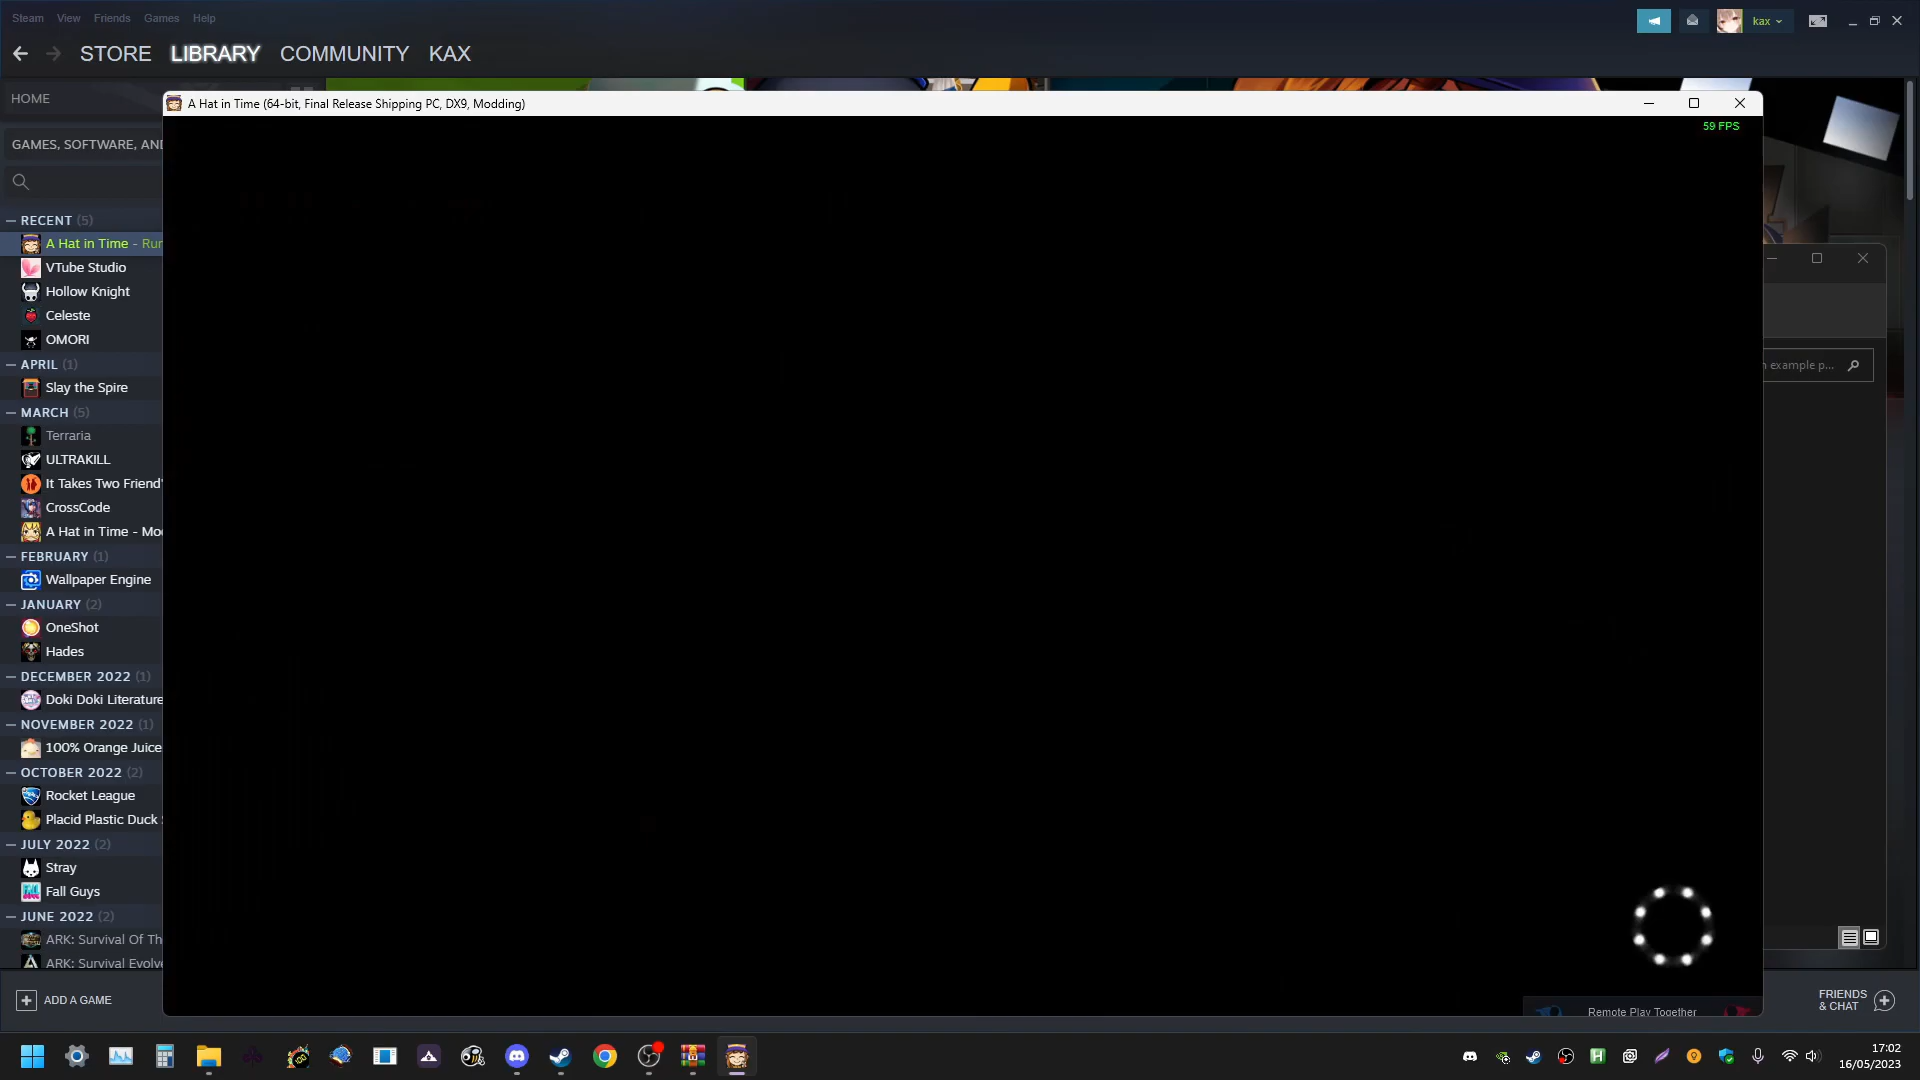 Steam View Friends Games Help
kax
STORE LIBRARY COMMUNITY KAX
HOME
A Hat in Time (64-bit, Final Release Shipping PC, DX9, Modding)
59 FPS
GAMES, SOFTWARE, AND
RECENT (5)
A Hat in Time - Run
VTube Studio
Hollow Knight
Celeste
OMORI
APRIL (1)
Slay the Spire
MARCH (5)
Terraria
ULTRAKILL
It Takes Two Friend'
CrossCode
A Hat in Time - Mo
FEBRUARY (1)
Wallpaper Engine
JANUARY (2)
OneShot
Hades
DECEMBER 2022 (1)
Doki Doki Literature
NOVEMBER 2022 (1)
100% Orange Juice
OCTOBER 2022 (2)
Rocket League
Placid Plastic Duck
JULY 2022 (2)
Stray
Fall Guys
JUNE 2022 (2)
ARK: Survival Of Th
ARK: Survival Evolve
example p...
ADD A GAME
Remote Play Together
FRIENDS
& CHAT
17:02
16/05/2023